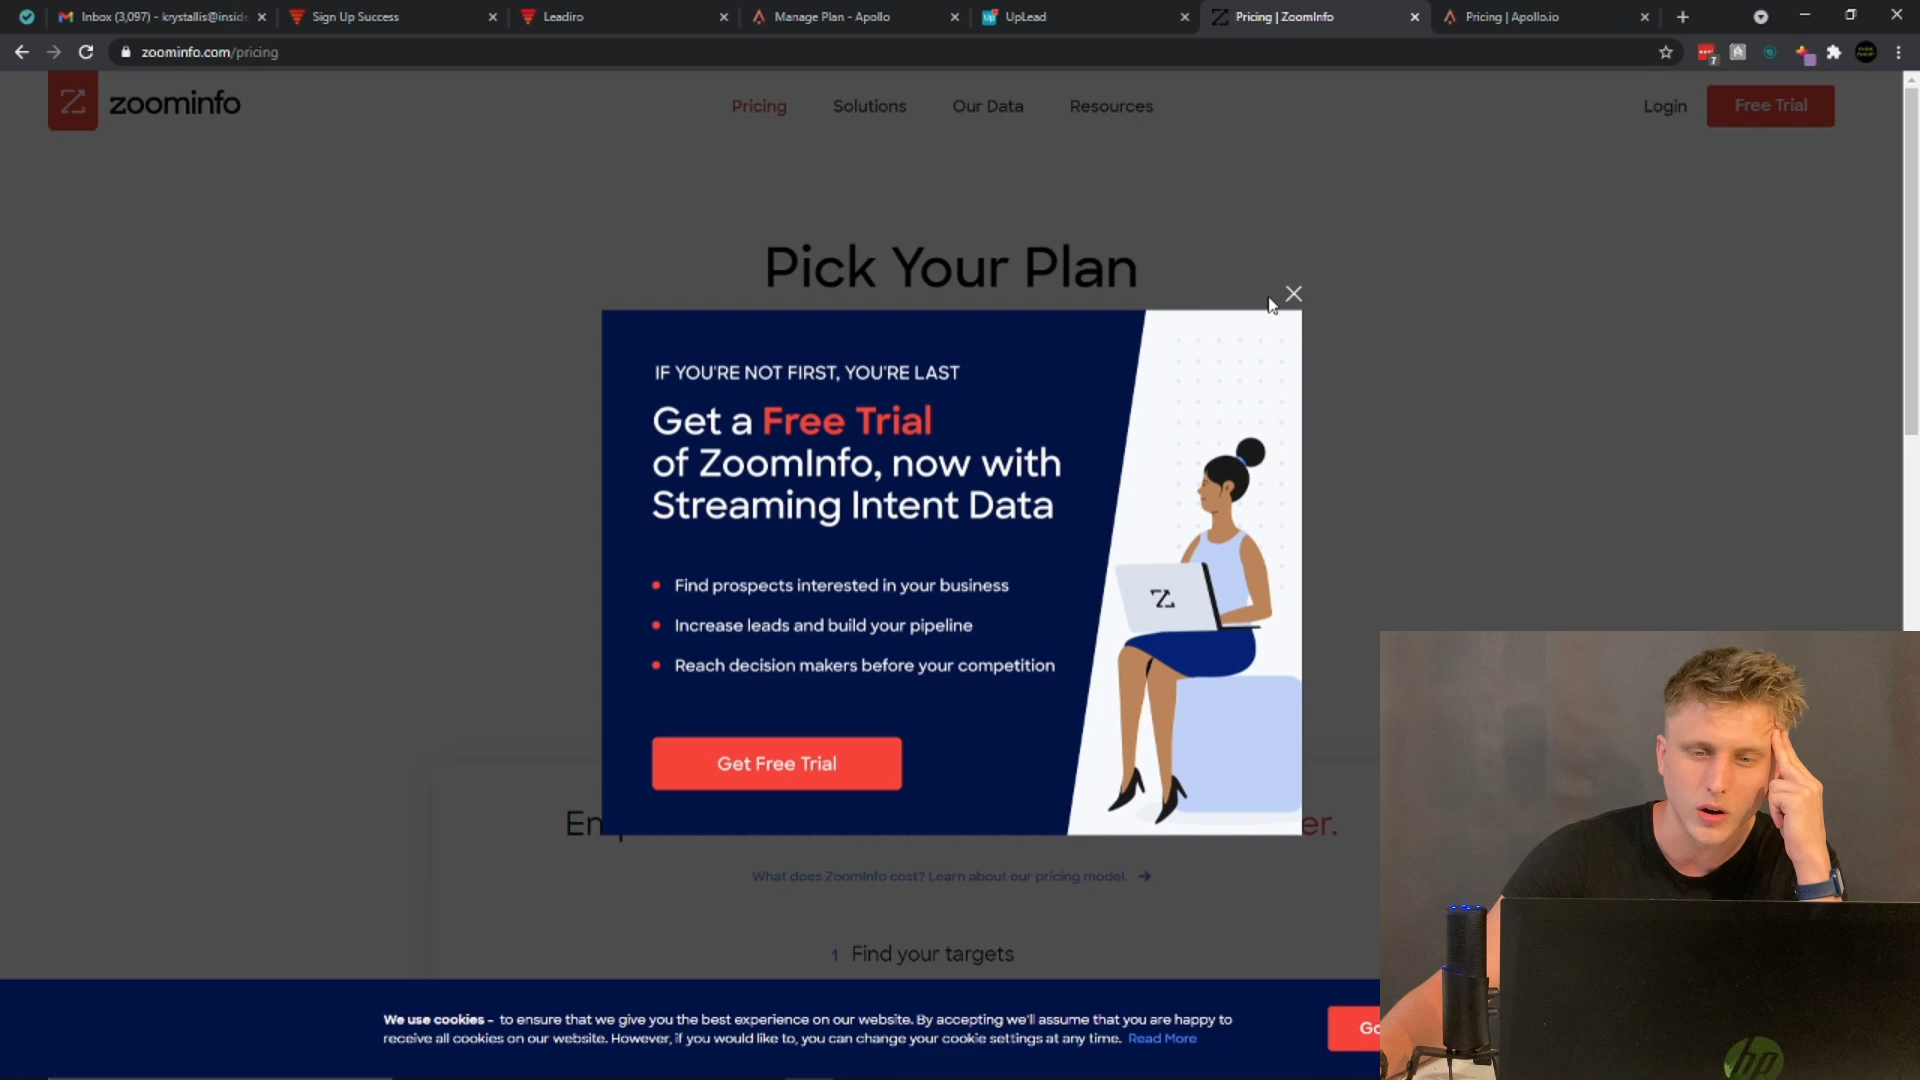 Inbox (3,097) - krystallis@inside
Sign Up Success
Leadiro
Manage Plan - Apollo
UpLead
Pricing | ZoomInfo
Pricing | Apollo.io
zoominfo.com/pricing
7
zoominfo
Pricing
Solutions
Our Data
Resources
Login
Free Trial
Pick Your Plan
IF YOU'RE NOT FIRST, YOU'RE LAST
Get a Free Trial
of ZoomInfo, now with
Streaming Intent Data
Find prospects interested in your business
Increase leads and build your pipeline
Reach decision makers before your competition
Get Free Trial
er.
What does ZoomInfo cost? Learn about our pricing model. →
1 Find your targets
We use cookies - to ensure that we give you the best experience on our website. By accepting we'll assume that you are happy to
receive all cookies on our website. However, if you would like to, you can change your cookie settings at any time. Read More
hp